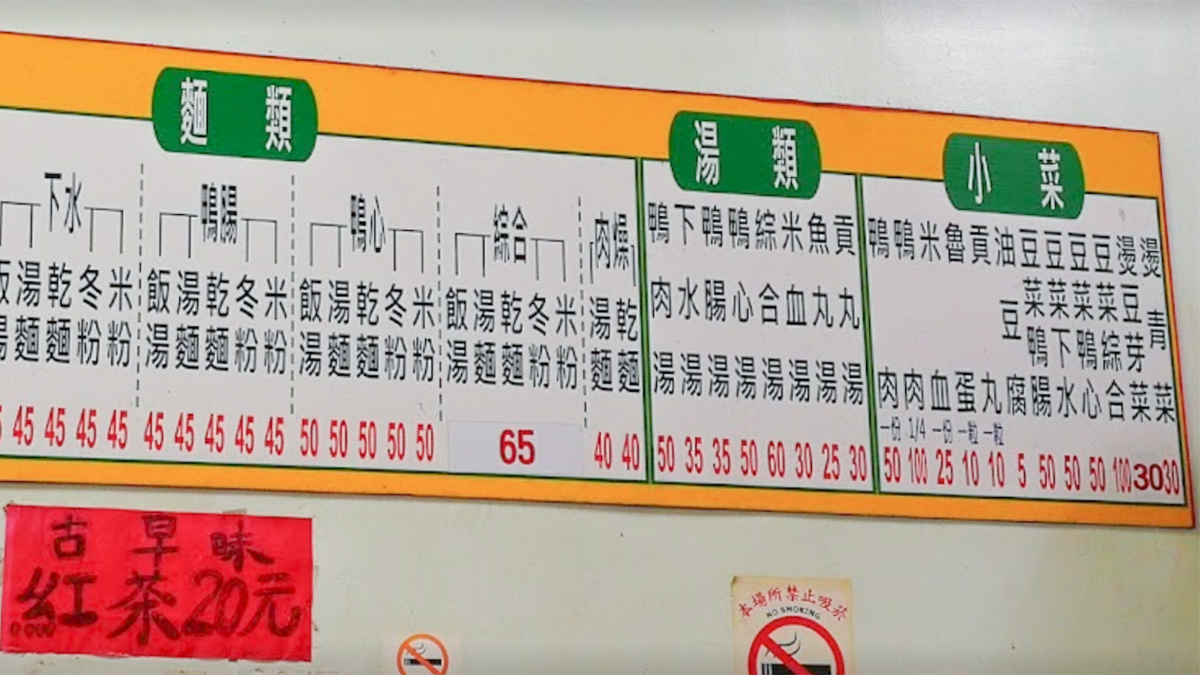 麵類
下水
湯麵 45
乾麵 45
冬粉 45
米粉 45
鴨腸
飯湯 45
湯麵 45
乾麵 45
冬粉 45
米粉 45
鴨心
飯湯 50
湯麵 50
乾麵 50
冬粉 50
米粉 50
綜合
飯湯
湯麵
乾麵
冬粉
米粉
65
肉燥
湯麵 40
乾麵 40
湯類
鴨肉湯 50
下水湯 35
鴨腸湯 35
鴨心湯 50
綜合湯 60
米血湯 30
魚丸湯 25
貢丸湯 30
小菜
鴨肉 一份 50
鴨肉 1/4 100
米血 一份 25
魯蛋 一粒 10
貢丸 一粒 10
油豆腐 5
豆菜鴨腸 50
豆菜下水 50
豆菜鴨心 50
豆菜綜合 100
燙豆芽菜 30
燙青菜 30
古早味
紅茶20元
本場所禁止吸菸
NO SMOKING